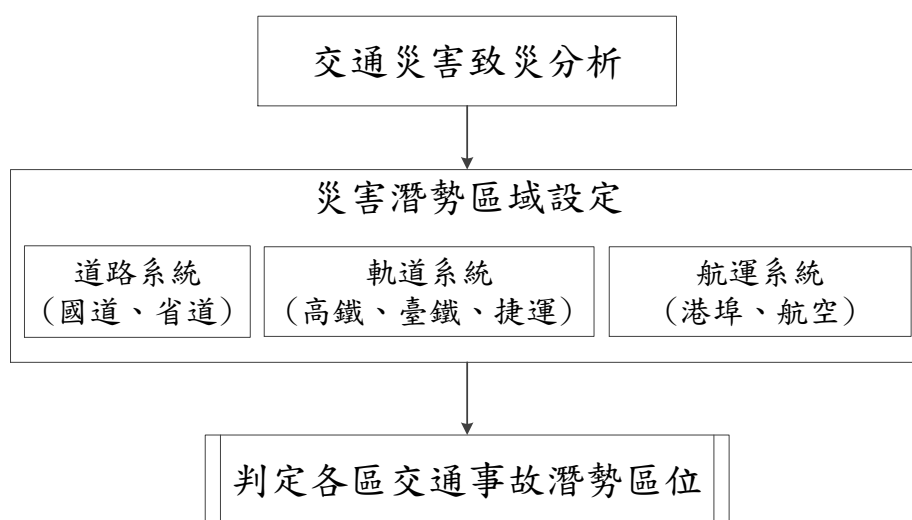 交通災害致災分析
災害潛勢區域設定
道路系統
（國道、省道）
軌道系統
（高鐵、臺鐵、捷運）
航運系統
（港埠、航空）
判定各區交通事故潛勢區位